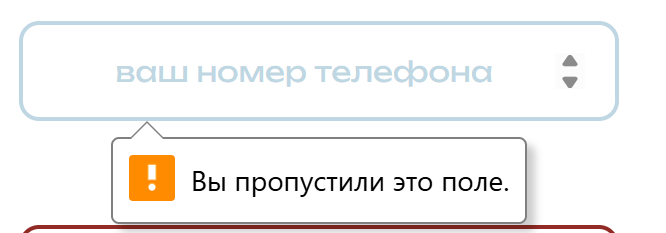 ваш номер телефона
Вы пропустили это поле.